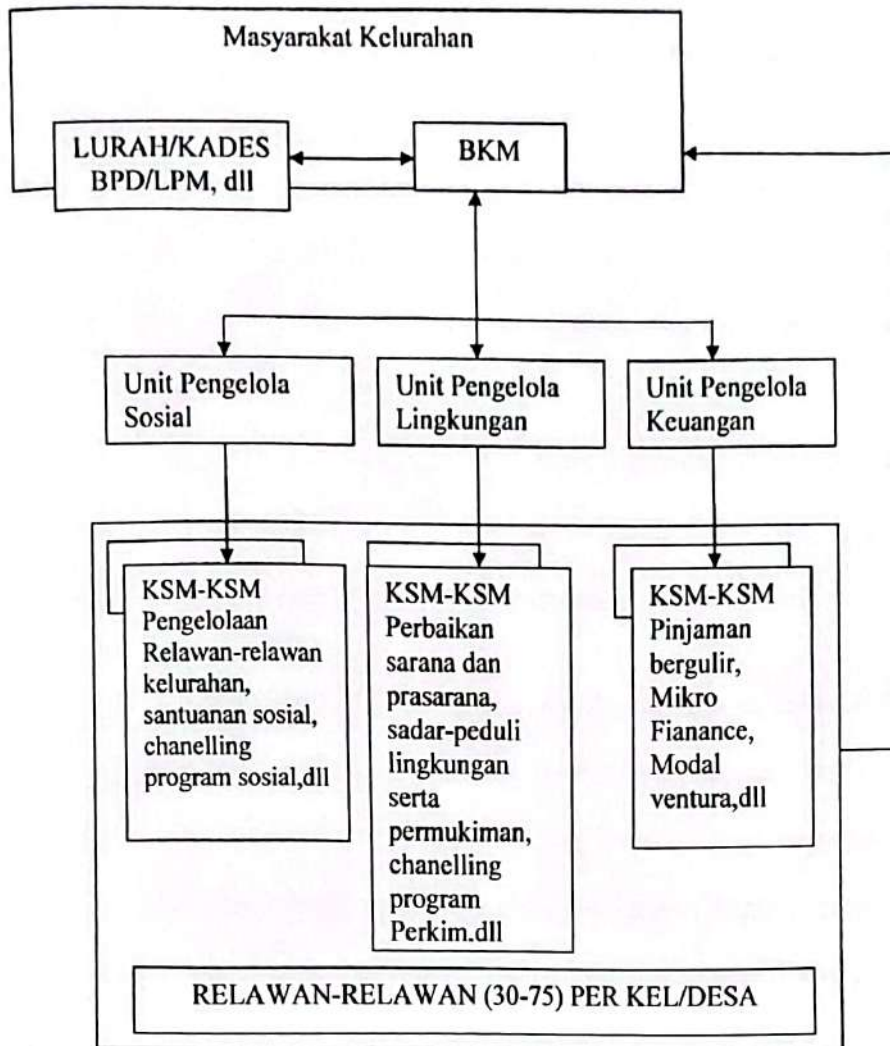 Masyarakat Kelurahan
LURAH/KADES
BPD/LPM, dll
BKM
Unit Pengelola
Sosial
Unit Pengelola
Lingkungan
Unit Pengelola
Keuangan
KSM-KSM
Pengelolaan
Relawan-relawan
kelurahan,
santuanan sosial,
chanelling
program sosial,dll
KSM-KSM
Perbaikan
sarana dan
prasarana,
sadar-peduli
lingkungan
serta
permukiman,
chanelling
program
Perkim.dll
KSM-KSM
Pinjaman
bergulir,
Mikro
Fianance,
Modal
ventura,dll
RELAWAN-RELAWAN (30-75) PER KEL/DESA